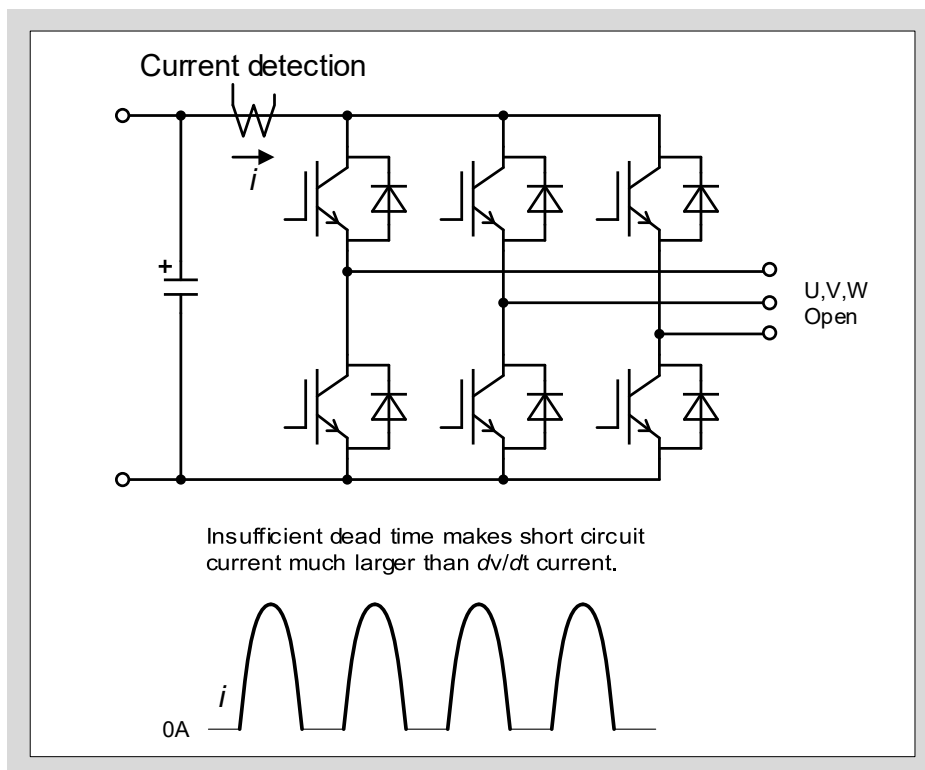 Current detection
i
+
U,V,W
Open
Insufficient dead time makes short circuit
current much larger than dv/dt current.
i
0A